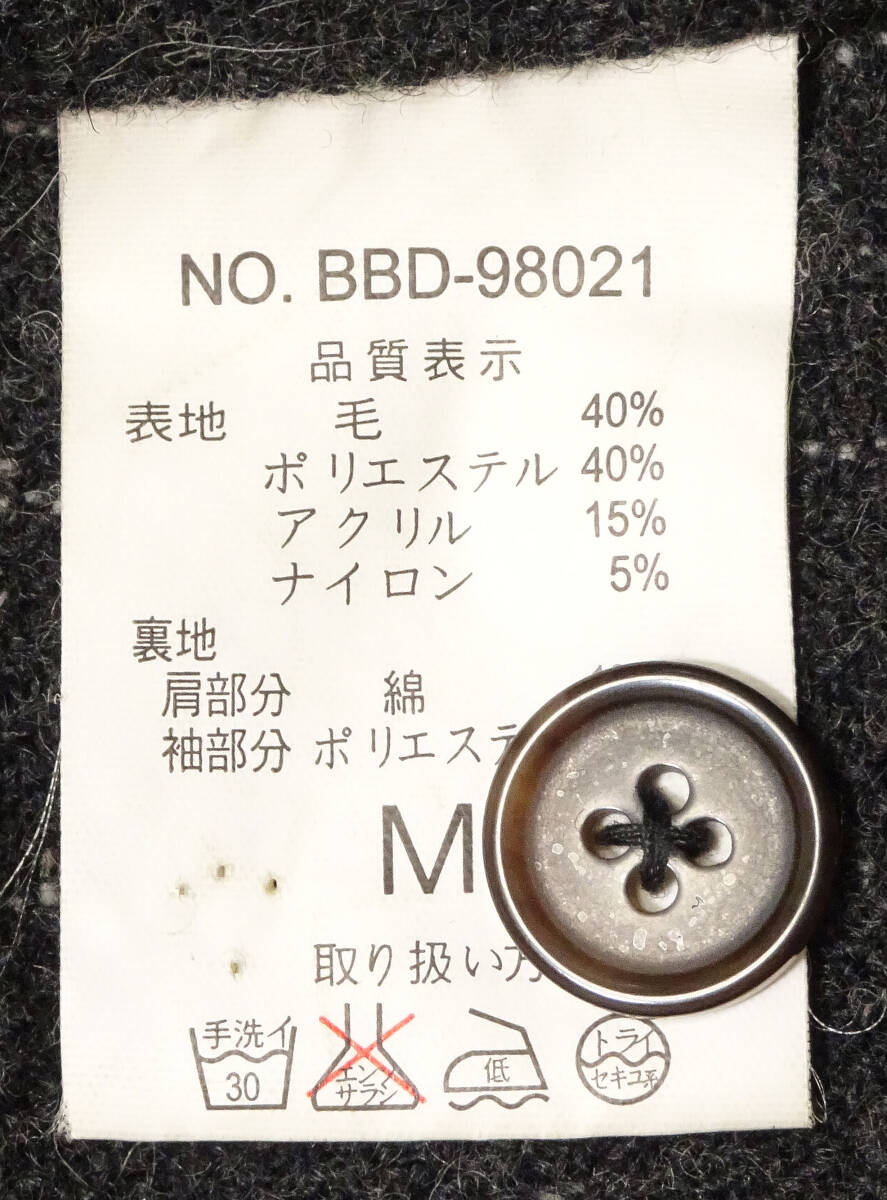 NO. BBD-98021
品質表示
表地 毛 40%
ポリエステル 40%
アクリル 15%
ナイロン 5%
裏地
肩部分 綿
袖部分 ポリエステ
M
取り扱い方
手洗イ 30
エンソサラシ
低
ドライ セキユ系